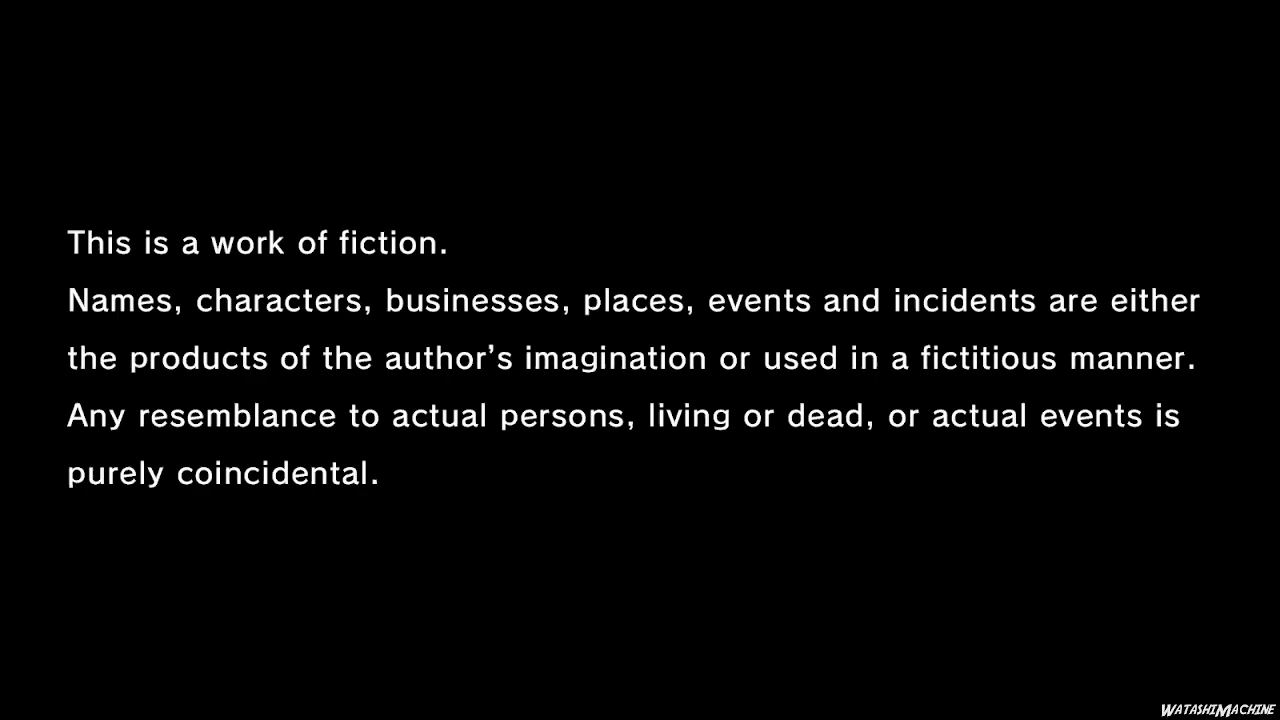 This is a work of fiction.
Names, characters, businesses, places, events and incidents are either
the products of the author’s imagination or used in a fictitious manner.
Any resemblance to actual persons, living or dead, or actual events is
purely coincidental.
WATASHIMACHINE